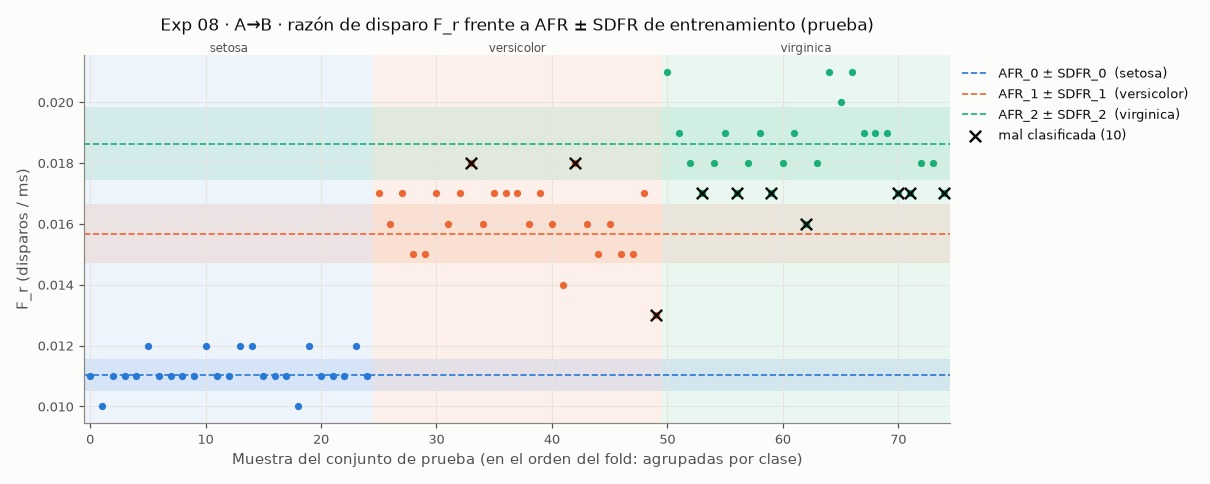 Exp 08 · A→B · razón de disparo F_r frente a AFR ± SDFR de entrenamiento (prueba)
setosa
versicolor
virginica
AFR_0 ± SDFR_0 (setosa)
AFR_1 ± SDFR_1 (versicolor)
AFR_2 ± SDFR_2 (virginica)
mal clasificada (10)
F_r (disparos / ms)
0.020
0.018
0.016
0.014
0.012
0.010
0
10
20
30
40
50
60
70
Muestra del conjunto de prueba (en el orden del fold: agrupadas por clase)